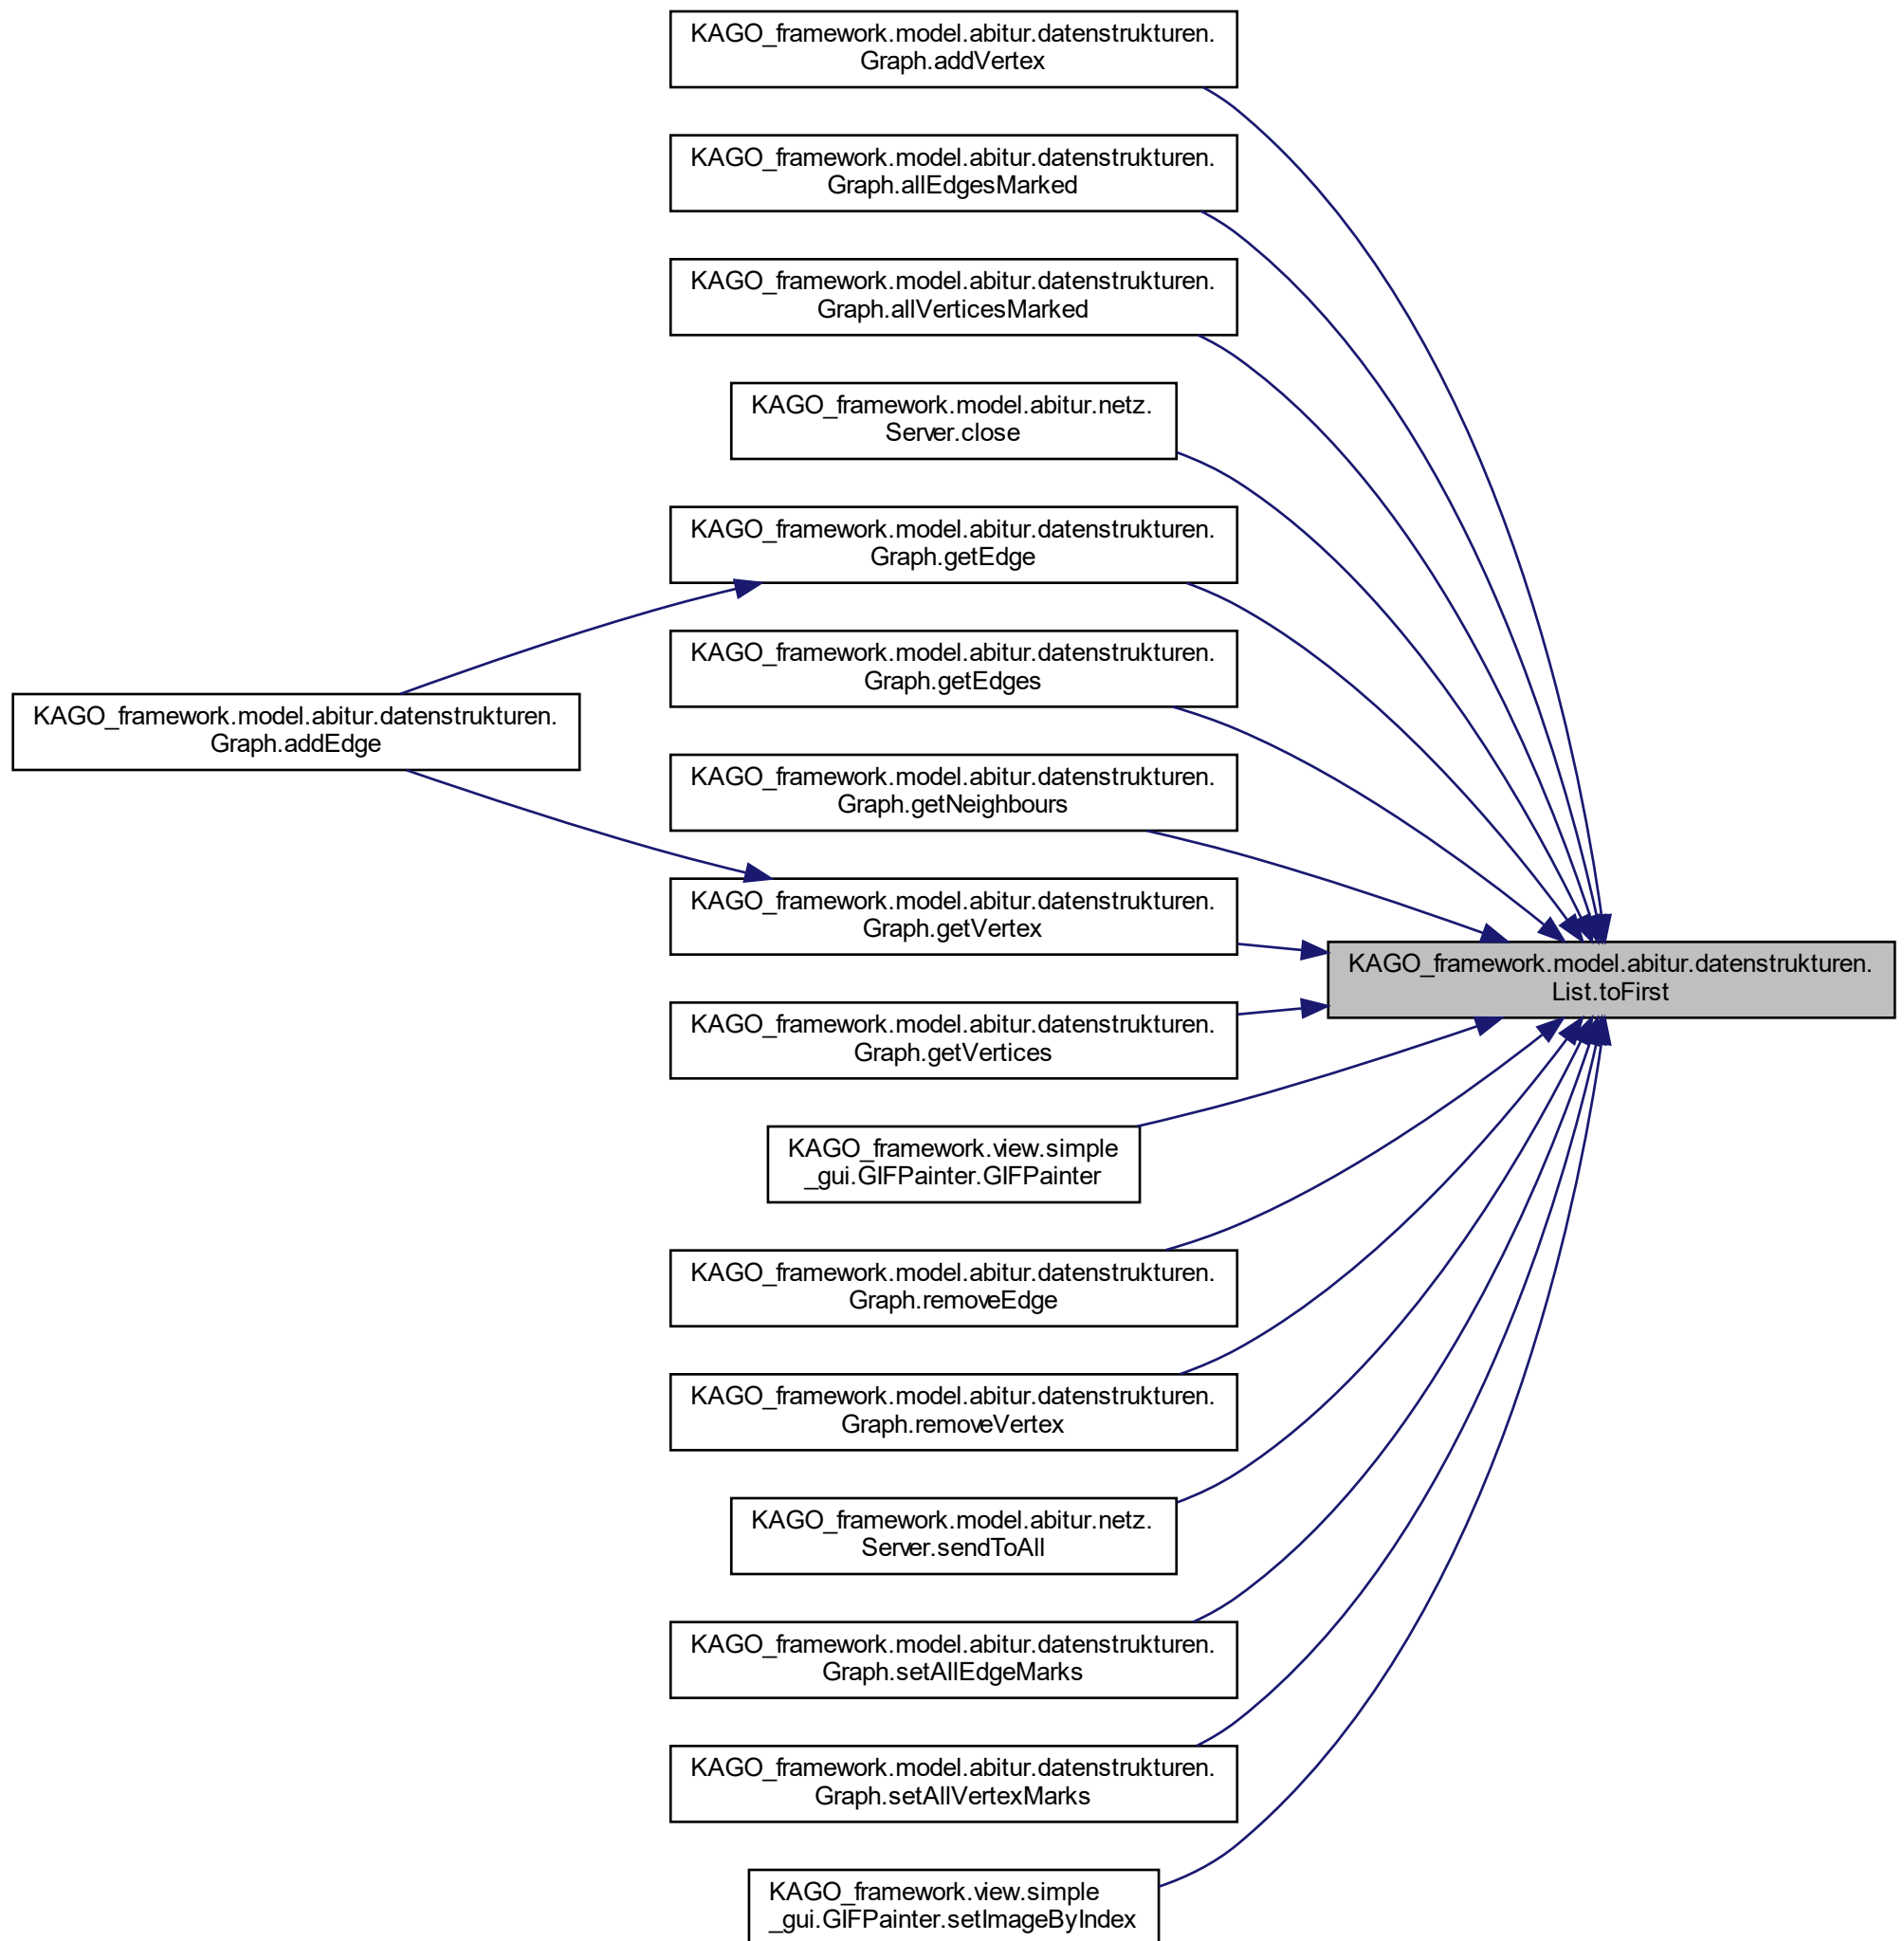 KAGO_framework.model.abitur.datenstrukturen.
Graph.addVertex
KAGO_framework.model.abitur.datenstrukturen.
Graph.allEdgesMarked
KAGO_framework.model.abitur.datenstrukturen.
Graph.allVerticesMarked
KAGO_framework.model.abitur.netz.
Server.close
KAGO_framework.model.abitur.datenstrukturen.
Graph.getEdge
KAGO_framework.model.abitur.datenstrukturen.
Graph.getEdges
KAGO_framework.model.abitur.datenstrukturen.
Graph.addEdge
KAGO_framework.model.abitur.datenstrukturen.
Graph.getNeighbours
KAGO_framework.model.abitur.datenstrukturen.
Graph.getVertex
KAGO_framework.model.abitur.datenstrukturen.
List.toFirst
KAGO_framework.model.abitur.datenstrukturen.
Graph.getVertices
KAGO_framework.view.simple
_gui.GIFPainter.GIFPainter
KAGO_framework.model.abitur.datenstrukturen.
Graph.removeEdge
KAGO_framework.model.abitur.datenstrukturen.
Graph.removeVertex
KAGO_framework.model.abitur.netz.
Server.sendToAll
KAGO_framework.model.abitur.datenstrukturen.
Graph.setAllEdgeMarks
KAGO_framework.model.abitur.datenstrukturen.
Graph.setAllVertexMarks
KAGO_framework.view.simple
_gui.GIFPainter.setImageByIndex